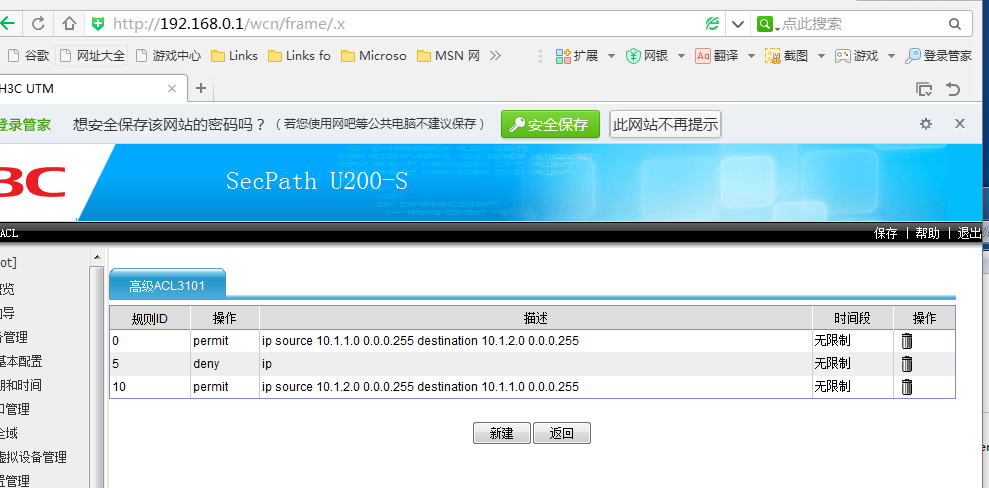 http://192.168.0.1/wcn/frame/.x 点此搜索
谷歌 网址大全 游戏中心 Links Links fo Microso MSN 网 » 扩展 网银 Aa 翻译 截图 游戏 登录管家
H3C UTM × +
登录管家 想安全保存该网站的密码吗？（若您使用网吧等公共电脑不建议保存） 安全保存 此网站不再提示
3C SecPath U200-S
ACL 保存 | 帮助 | 退出
ot]
概览
向导
备管理
基本配置
期和时间
口管理
全域
虚拟设备管理
置管理
高级ACL3101
规则ID 操作 描述 时间段 操作
0 permit ip source 10.1.1.0 0.0.0.255 destination 10.1.2.0 0.0.0.255 无限制
5 deny ip 无限制
10 permit ip source 10.1.2.0 0.0.0.255 destination 10.1.1.0 0.0.0.255 无限制
新建 返回